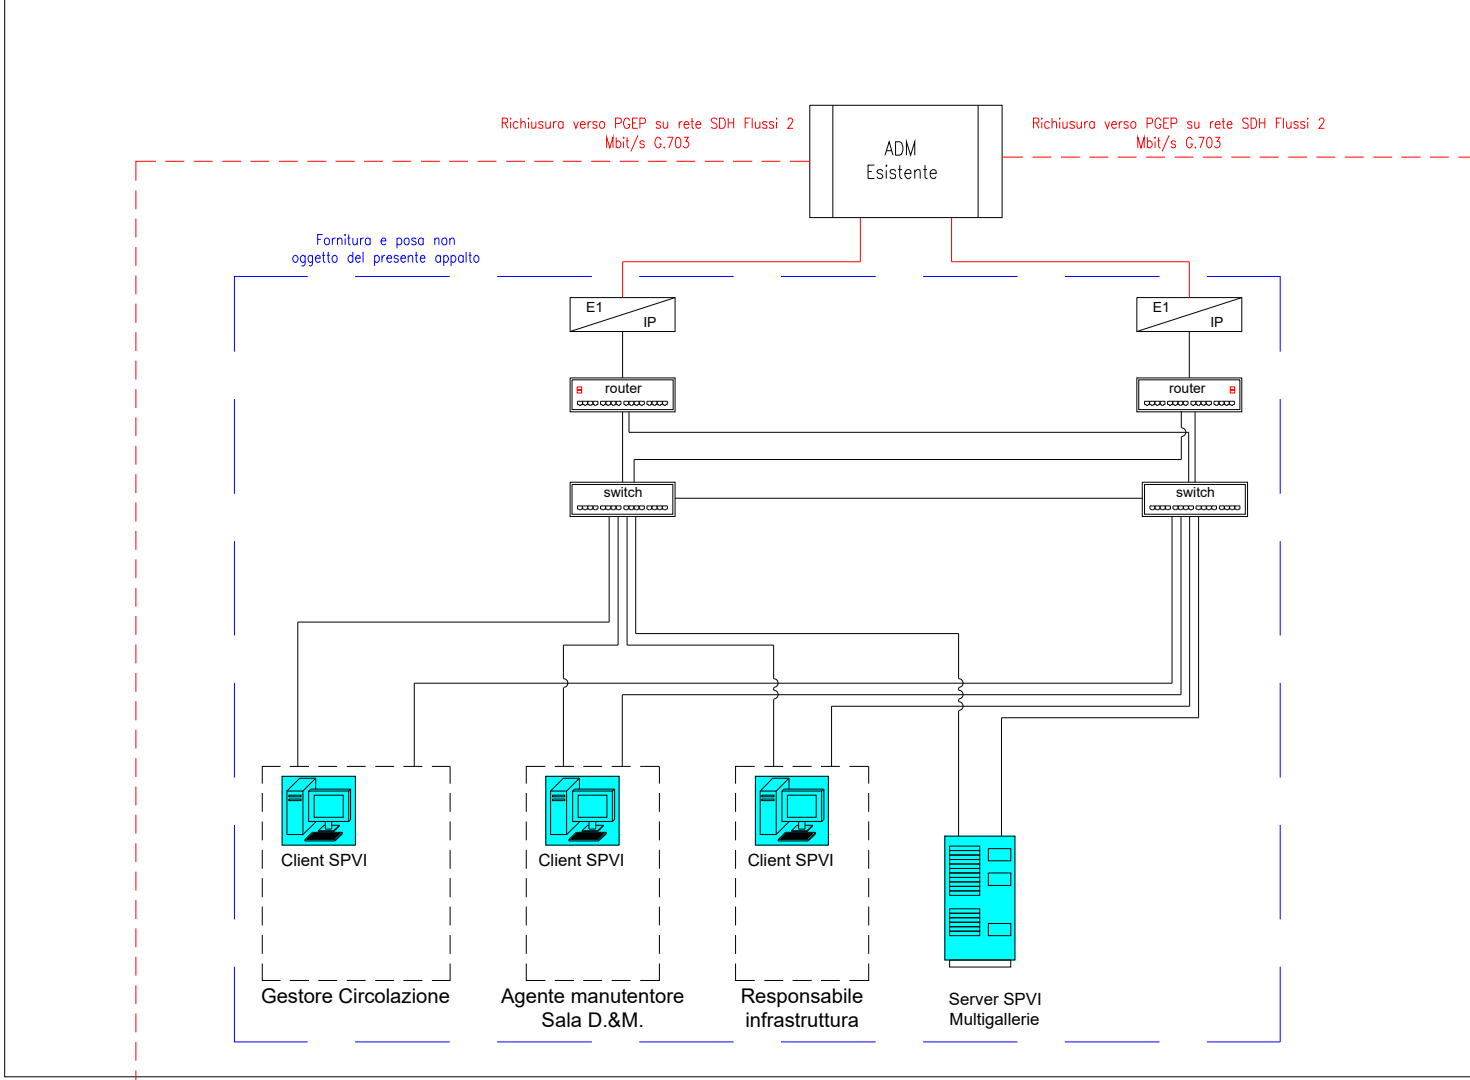 Richiusura verso PGEP su rete SDH Flussi 2
Mbit/s G.703
ADM
Esistente
Richiusura verso PGEP su rete SDH Flussi 2
Mbit/s G.703
Fornitura e posa non
oggetto del presente appalto
E1
IP
E1
IP
router
router
switch
switch
Client SPVI
Client SPVI
Client SPVI
Gestore Circolazione
Agente manutentore
Sala D.&M.
Responsabile
infrastruttura
Server SPVI
Multigallerie